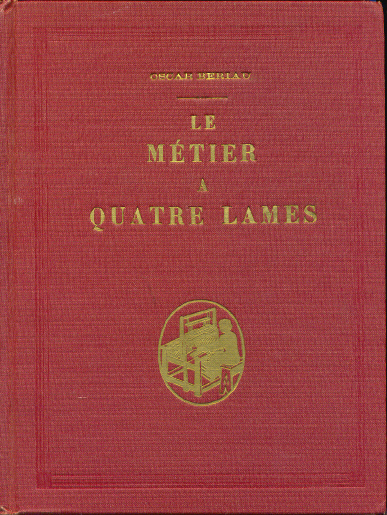 OSCAR BERIAU
LE
MÉTIER
A
QUATRE LAMES